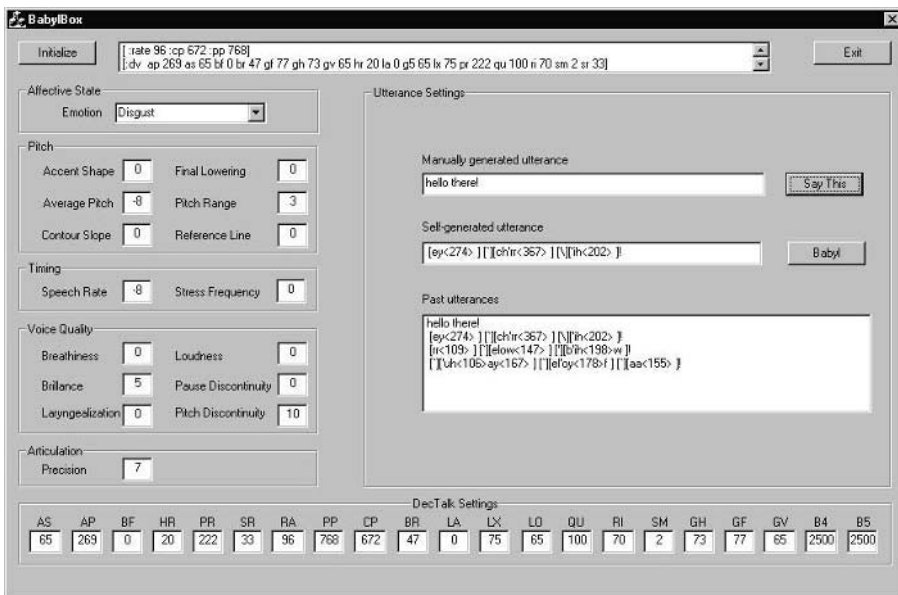 BabylBox
Initialize
[ :rate 96 :cp 672 :pp 768]
[:dv ap 269 as 65 bf 0 br 47 gf 77 gh 73 gv 65 hr 20 la 0 g5 65 lx 75 pr 222 qu 100 ri 70 sm 2 sr 33]
Exit
Affective State
Emotion Disgust
Pitch
Accent Shape 0 Final Lowering 0
Average Pitch -8 Pitch Range 3
Contour Slope 0 Reference Line 0
Timing
Speech Rate -8 Stress Frequency 0
Voice Quality
Breathiness 0 Loudness 0
Brillance 5 Pause Discontinuity 0
Laryngealization 0 Pitch Discontinuity 10
Articulation
Precision 7
Utterance Settings
Manually generated utterance
hello there!
Say This
Self-generated utterance
[ey<274> ] ['][ch'rr<367> ] [\]['ih<202> ]!
Babyl
Past utterances
hello there!
[ey<274> ] ['][ch'rr<367> ] [\]['ih<202> ]!
[rr<109> ] ['][elow<147> ] ['][b'ih<198>w ]!
[']['uh<106>ay<167> ] ['][el'oy<178>f ] ['][aa<155> ]!
DecTalk Settings
AS AP BF HR PR SR RA PP CP BR LA LX LO QU RI SM GH GF GV B4 B5
65 269 0 20 222 33 96 768 672 47 0 75 65 100 70 2 73 77 65 2500 2500